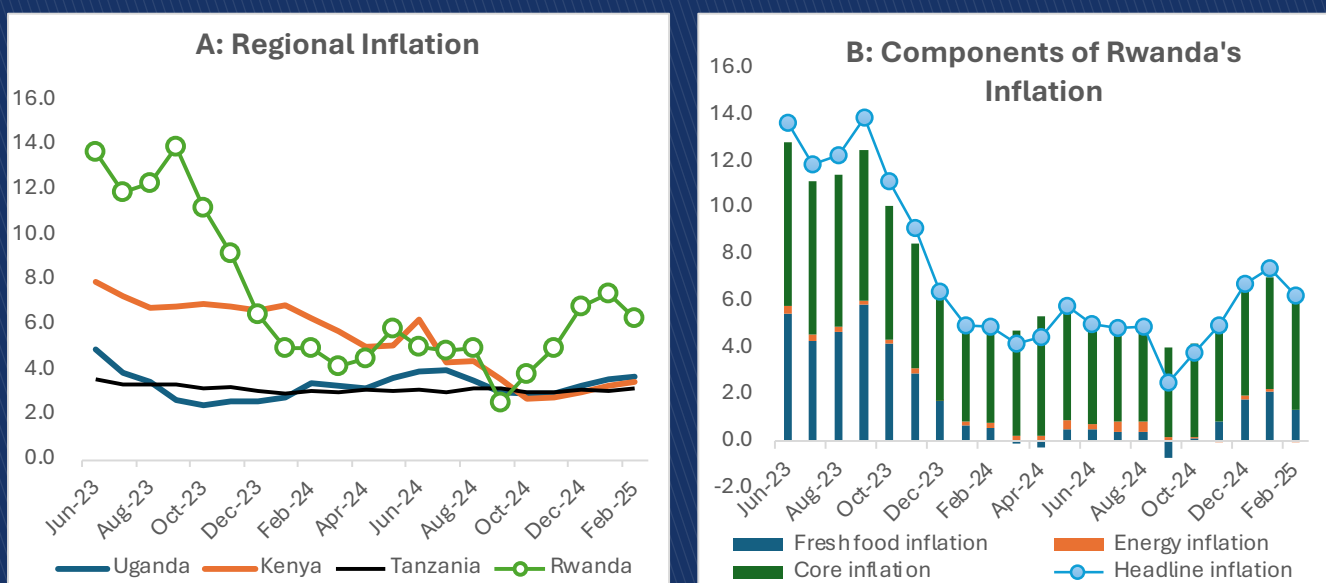 A: Regional Inflation
16.0
14.0
12.0
10.0
8.0
6.0
4.0
2.0
0.0
Jun-23
Aug-23
Oct-23
Dec-23
Feb-24
Apr-24
Jun-24
Aug-24
Oct-24
Dec-24
Feb-25
Uganda
Kenya
Tanzania
Rwanda
B: Components of Rwanda's
Inflation
16.0
14.0
12.0
10.0
8.0
6.0
4.0
2.0
0.0
-2.0
Jun-23
Aug-23
Oct-23
Dec-23
Feb-24
Apr-24
Jun-24
Aug-24
Oct-24
Dec-24
Feb-25
Fresh food inflation
Energy inflation
Core inflation
Headline inflation